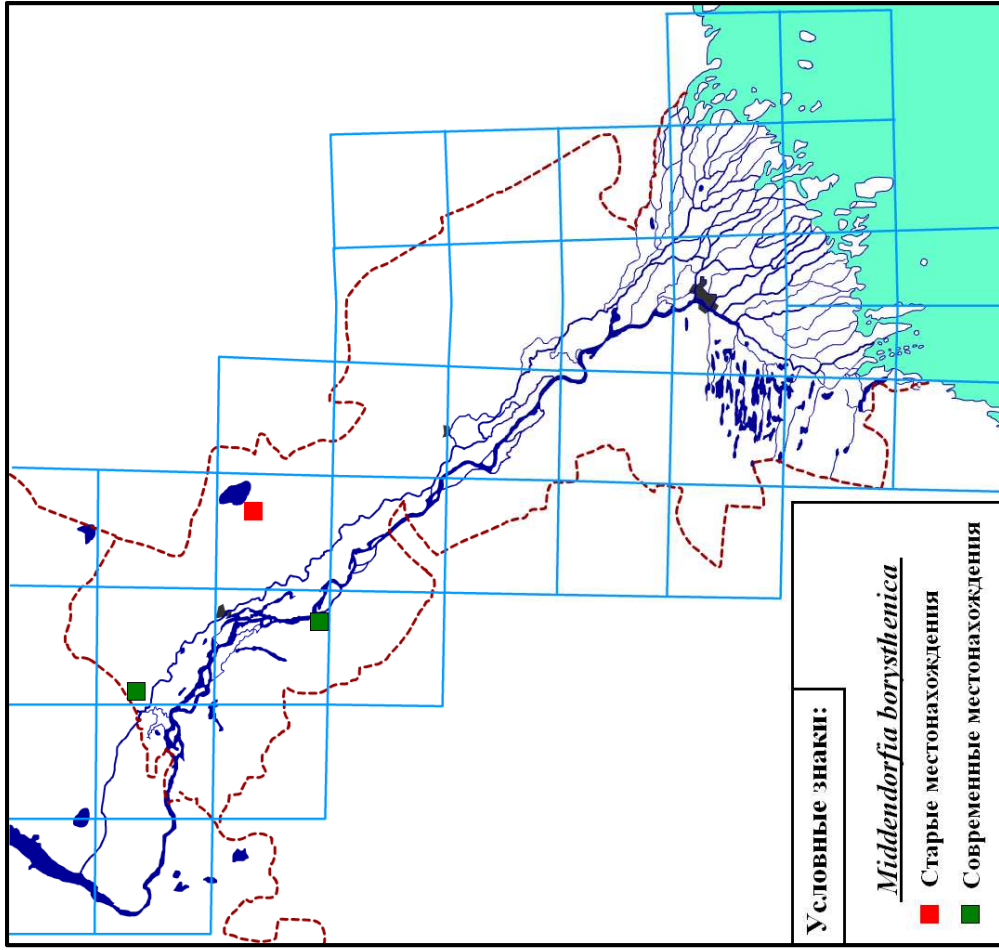 Условные знаки:
Middendorfia borysthenica
Старые местонахождения
Современные местонахождения